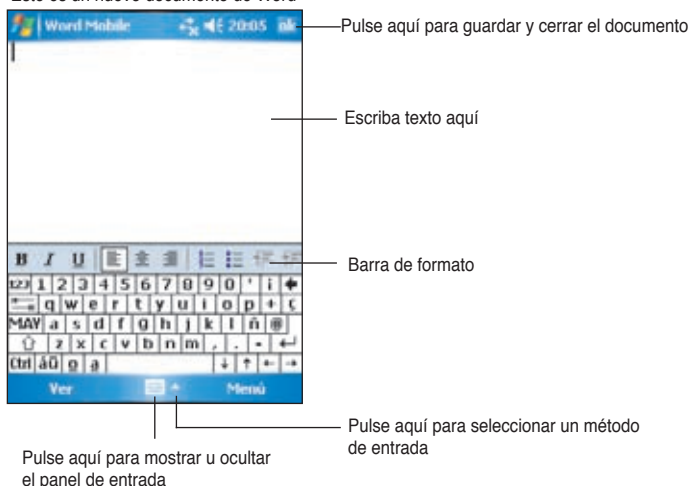 Este es un nuevo documento de Word
Word Mobile 20:05 ok
Pulse aquí para guardar y cerrar el documento
Escriba texto aquí
B I U
Barra de formato
123 1 2 3 4 5 6 7 8 9 0 ' ¡
q w e r t y u i o p + ç
MAY a s d f g h j k l ñ @
z x c v b n m , . -
Ctrl áü º ª
Ver Menú
Pulse aquí para seleccionar un método
de entrada
Pulse aquí para mostrar u ocultar
el panel de entrada